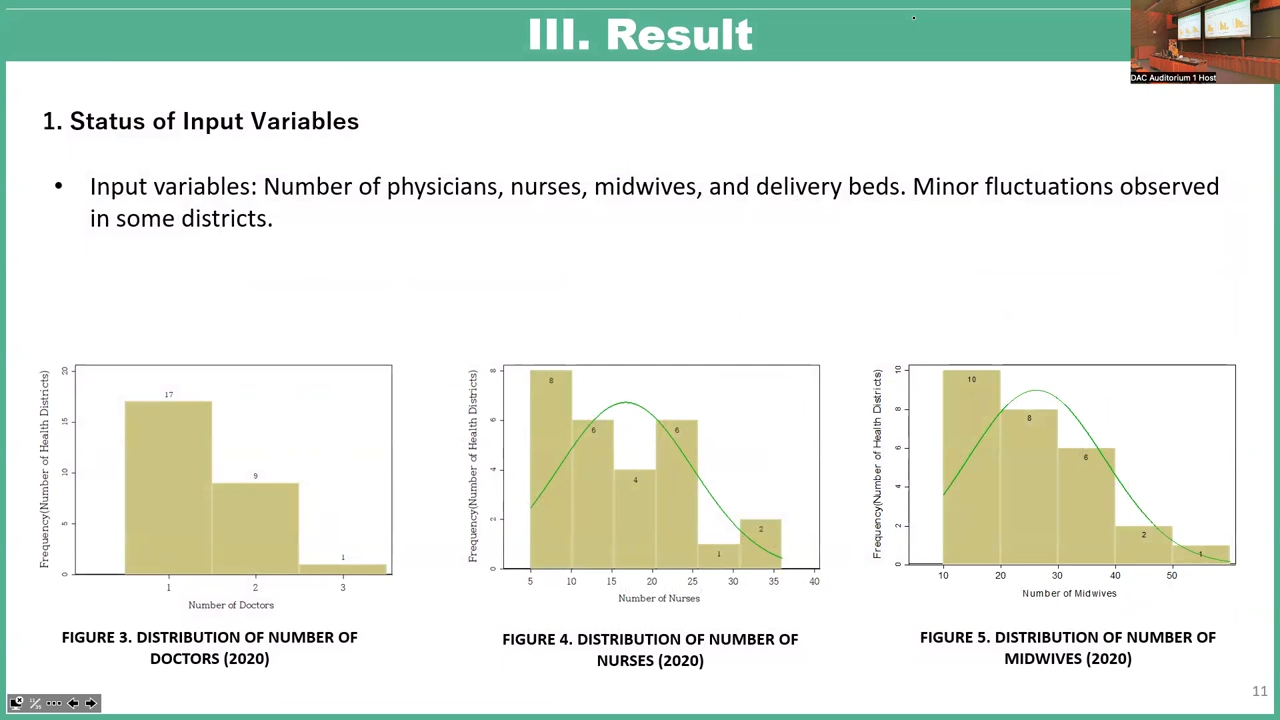 III. Result
DAC Auditorium 1 Host
1. Status of Input Variables
• Input variables: Number of physicians, nurses, midwives, and delivery beds. Minor fluctuations observed
in some districts.
Frequency(Number of Health Districts)
20
15
10
5
0
17
9
1
1
2
3
Number of Doctors
FIGURE 3. DISTRIBUTION OF NUMBER OF
DOCTORS (2020)
Frequency(Number of Health Districts)
8
6
4
2
0
8
6
4
6
1
2
5
10
15
20
25
30
35
40
Number of Nurses
FIGURE 4. DISTRIBUTION OF NUMBER OF
NURSES (2020)
Frequency(Number of Health Districts)
10
8
6
4
2
0
10
8
6
2
1
10
20
30
40
50
Number of Midwives
FIGURE 5. DISTRIBUTION OF NUMBER OF
MIDWIVES (2020)
11